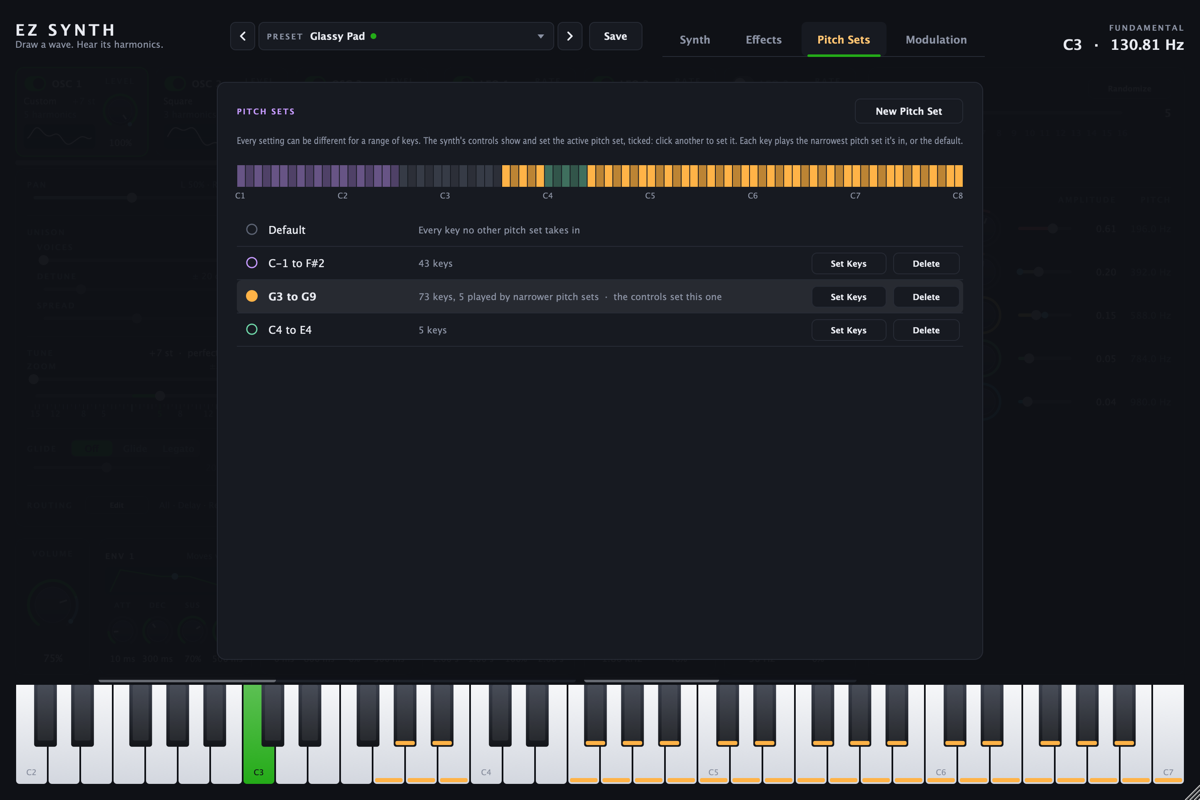 EZ SYNTH
Draw a wave. Hear its harmonics.
PRESET Glassy Pad
Save
Synth
Effects
Pitch Sets
Modulation
FUNDAMENTAL
C3 · 130.81 Hz
PITCH SETS
New Pitch Set
Every setting can be different for a range of keys. The synth's controls show and set the active pitch set, ticked: click another to set it. Each key plays the narrowest pitch set it's in, or the default.
C1 C2 C3 C4 C5 C6 C7 C8
Default Every key no other pitch set takes in
C−1 to F#2 43 keys Set Keys Delete
G3 to G9 73 keys, 5 played by narrower pitch sets · the controls set this one Set Keys Delete
C4 to E4 5 keys Set Keys Delete
C2 C3 C4 C5 C6 C7